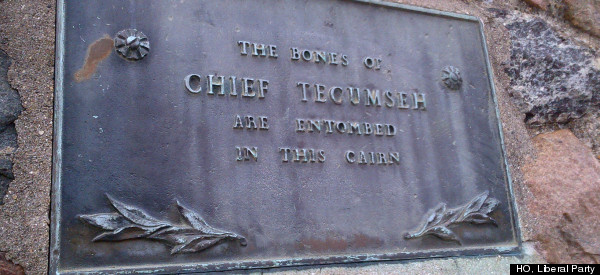 THE BONES OF
CHIEF TECUMSEH
ARE ENTOMBED
IN THIS CAIRN
HO, Liberal Party